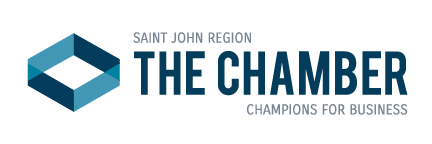 SAINT JOHN REGION
THE CHAMBER
CHAMPIONS FOR BUSINESS